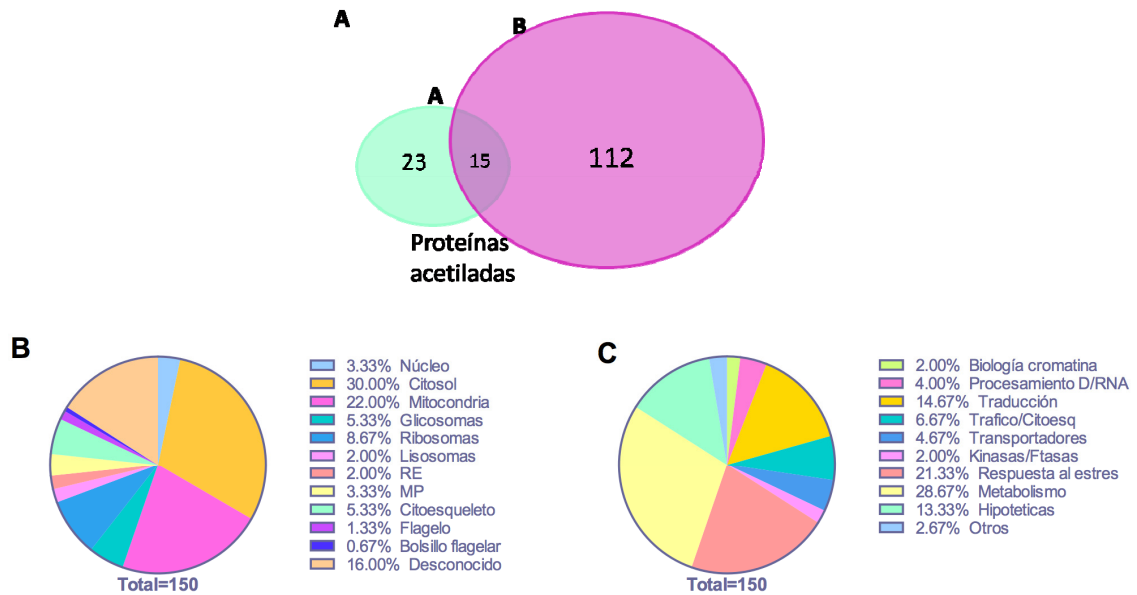 A
B
A
23
15
112
Proteínas
acetiladas
B
3.33% Núcleo
30.00% Citosol
22.00% Mitocondria
5.33% Glicosomas
8.67% Ribosomas
2.00% Lisosomas
2.00% RE
3.33% MP
5.33% Citoesqueleto
1.33% Flagelo
0.67% Bolsillo flagelar
16.00% Desconocido
Total=150
C
2.00% Biología cromatina
4.00% Procesamiento D/RNA
14.67% Traducción
6.67% Trafico/Citoesq
4.67% Transportadores
2.00% Kinasas/Ftasas
21.33% Respuesta al estres
28.67% Metabolismo
13.33% Hipoteticas
2.67% Otros
Total=150